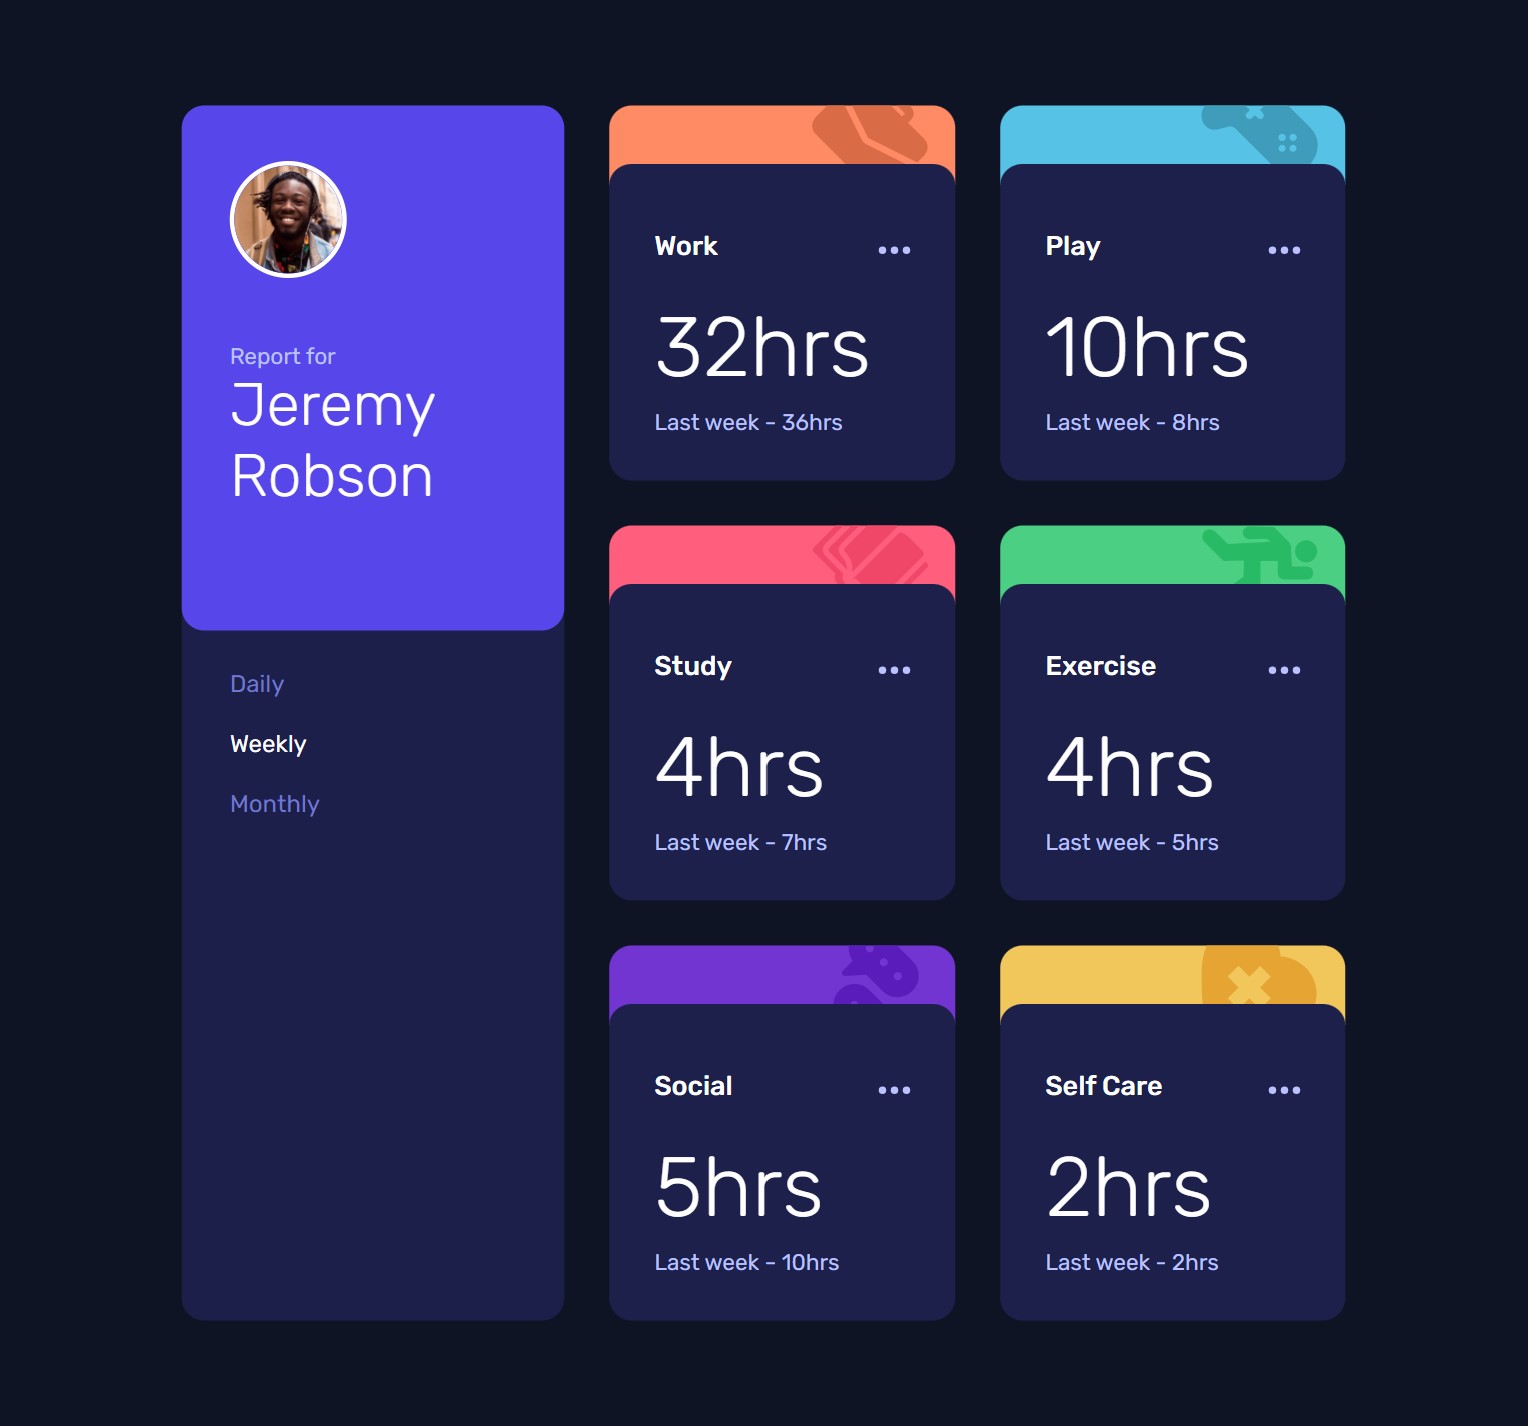 Report for
Jeremy
Robson
Daily
Weekly
Monthly
Work
32hrs
Last week - 36hrs
Play
10hrs
Last week - 8hrs
Study
4hrs
Last week - 7hrs
Exercise
4hrs
Last week - 5hrs
Social
5hrs
Last week - 10hrs
Self Care
2hrs
Last week - 2hrs